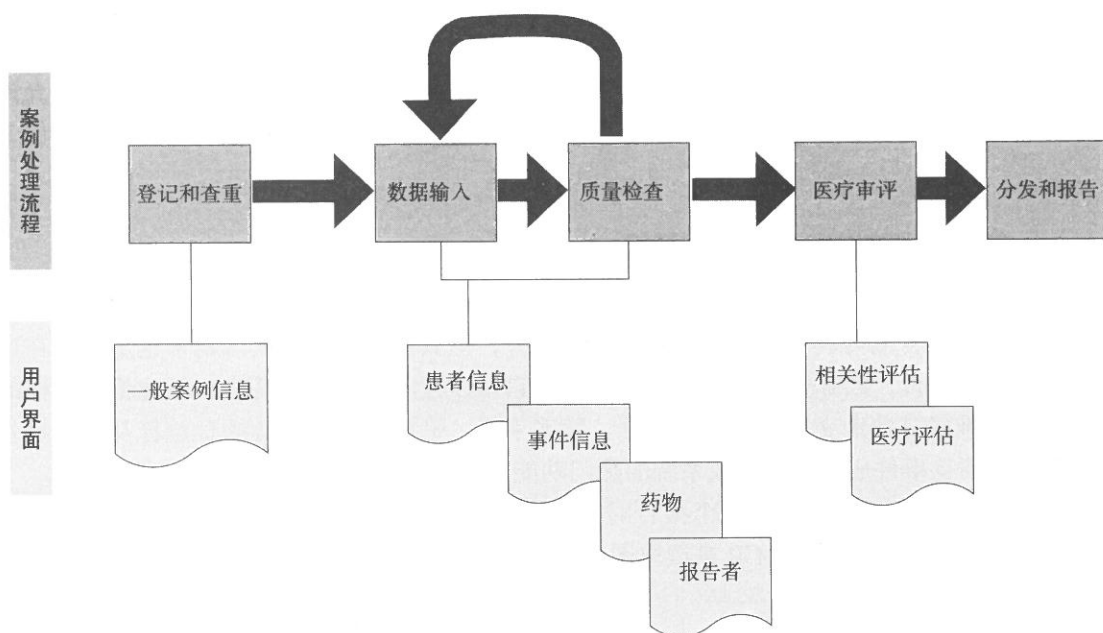 案例处理流程
登记和查重
数据输入
质量检查
医疗审评
分发和报告
用户界面
一般案例信息
患者信息
事件信息
药物
报告者
相关性评估
医疗评估